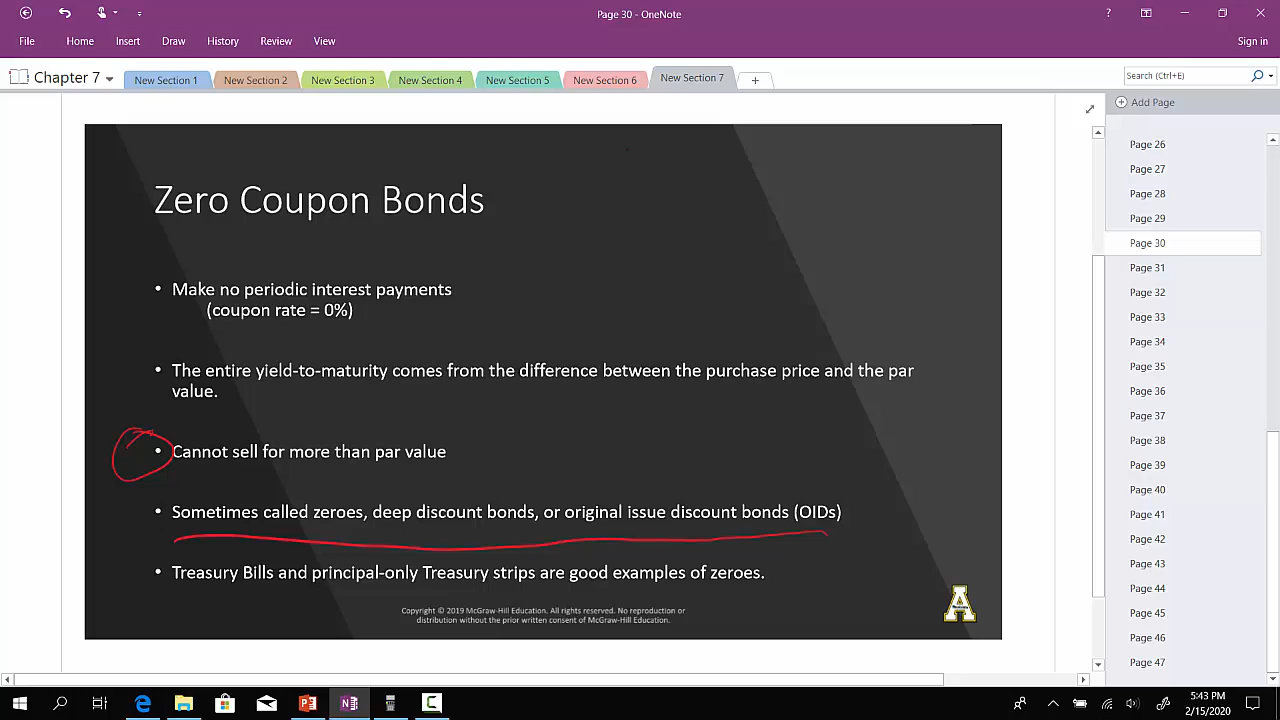 Page 30 - OneNote
File Home Insert Draw History Review View
Sign in
Chapter 7
New Section 1 New Section 2 New Section 3 New Section 4 New Section 5 New Section 6 New Section 7
Search (Ctrl+E)
Add Page
Zero Coupon Bonds
• Make no periodic interest payments
(coupon rate = 0%)
• The entire yield-to-maturity comes from the difference between the purchase price and the par
value.
• Cannot sell for more than par value
• Sometimes called zeroes, deep discount bonds, or original issue discount bonds (OIDs)
• Treasury Bills and principal-only Treasury strips are good examples of zeroes.
Copyright © 2019 McGraw-Hill Education. All rights reserved. No reproduction or
distribution without the prior written consent of McGraw-Hill Education.
A
Page 26
Page 27
Page 28
Page 29
Page 30
Page 31
Page 32
Page 33
Page 34
Page 35
Page 36
Page 37
Page 38
Page 39
Page 40
Page 41
Page 42
Page 43
Page 44
Page 45
Page 46
Page 47
5:43 PM
2/15/2020